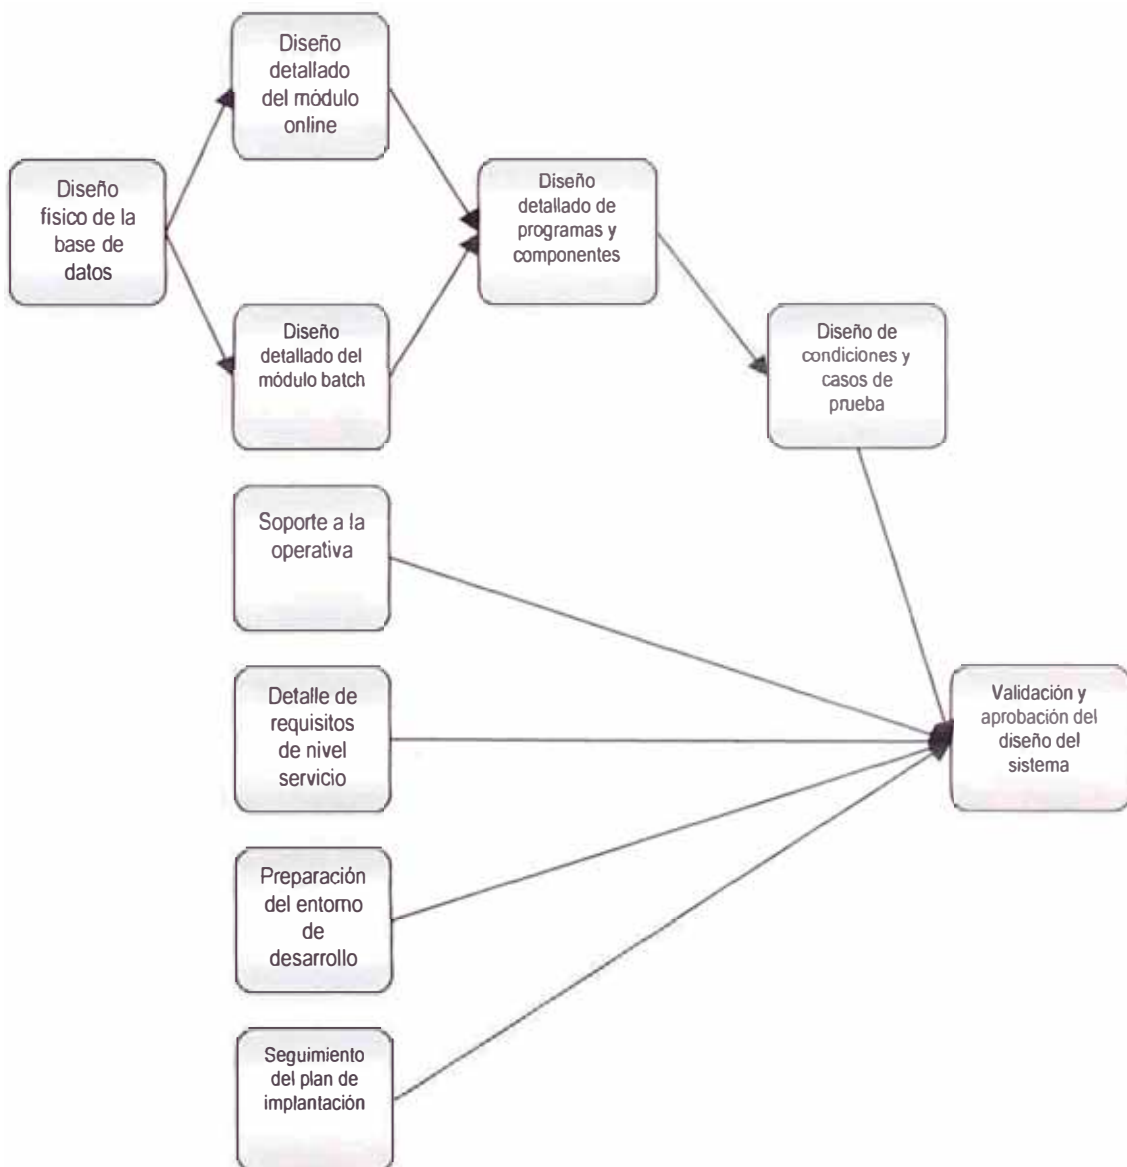 Diseño
detallado
del módulo
online
Diseño
físico de la
base de
datos
Diseño
detallado de
programas y
componentes
Diseño
detallado del
módulo batch
Diseño de
condiciones y
casos de
prueba
Soporte a la
operativa
Detalle de
requisitos
de nivel
servicio
Validación y
aprobación del
diseño del
sistema
Preparación
del entorno
de
desarrollo
Seguimiento
del plan de
implantación